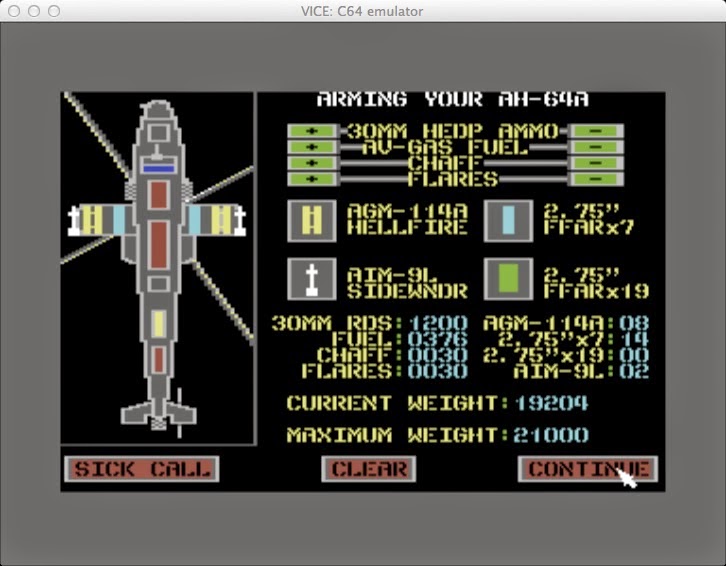 VICE: C64 emulator
ARMING YOUR AH-64A
+ 30MM HEDP AMMO -
+ AV-GAS FUEL -
+ CHAFF -
+ FLARES -
AGM-114A
HELLFIRE
2.75"
FFARx7
AIM-9L
SIDEWNDR
2.75"
FFARx19
30MM RDS:1200 AGM-114A:08
FUEL:0376 2.75"x7:14
CHAFF:0030 2.75"x19:00
FLARES:0030 AIM-9L:02
CURRENT WEIGHT:19204
MAXIMUM WEIGHT:21000
SICK CALL CLEAR CONTINUE